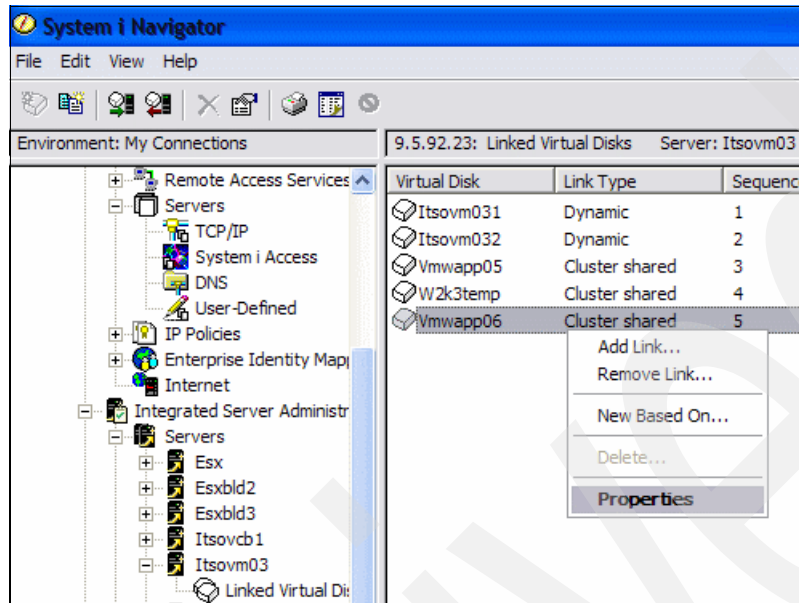 System i Navigator
File Edit View Help
Environment: My Connections
9.5.92.23: Linked Virtual Disks Server: Itsovm03
Remote Access Services
Servers
TCP/IP
System i Access
DNS
User-Defined
IP Policies
Enterprise Identity Mapp
Internet
Integrated Server Administr
Servers
Esx
Esxbld2
Esxbld3
Itsovcb1
Itsovm03
Linked Virtual Dis
Virtual Disk Link Type Sequenc
Itsovm031 Dynamic 1
Itsovm032 Dynamic 2
Vmwapp05 Cluster shared 3
W2k3temp Cluster shared 4
Vmwapp06 Cluster shared 5
Add Link...
Remove Link...
New Based On...
Delete...
Properties